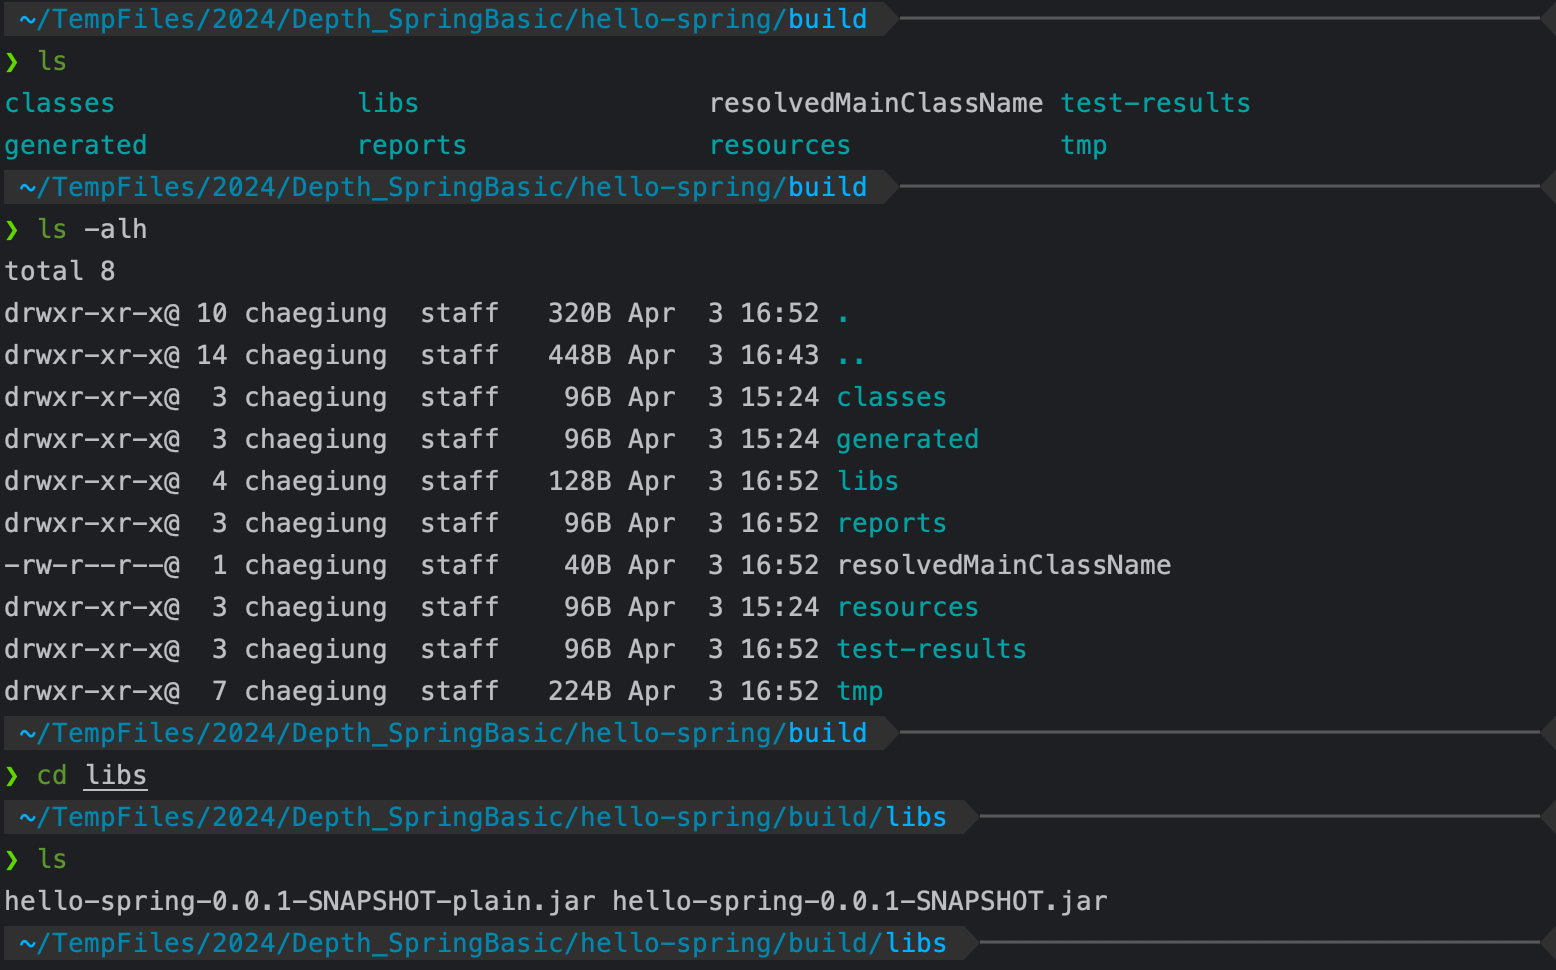 ~/TempFiles/2024/Depth_SpringBasic/hello-spring/build
❯ ls
classes libs resolvedMainClassName test-results
generated reports resources tmp
~/TempFiles/2024/Depth_SpringBasic/hello-spring/build
❯ ls -alh
total 8
drwxr-xr-x@ 10 chaegiung staff 320B Apr 3 16:52 .
drwxr-xr-x@ 14 chaegiung staff 448B Apr 3 16:43 ..
drwxr-xr-x@ 3 chaegiung staff 96B Apr 3 15:24 classes
drwxr-xr-x@ 3 chaegiung staff 96B Apr 3 15:24 generated
drwxr-xr-x@ 4 chaegiung staff 128B Apr 3 16:52 libs
drwxr-xr-x@ 3 chaegiung staff 96B Apr 3 16:52 reports
-rw-r--r--@ 1 chaegiung staff 40B Apr 3 16:52 resolvedMainClassName
drwxr-xr-x@ 3 chaegiung staff 96B Apr 3 15:24 resources
drwxr-xr-x@ 3 chaegiung staff 96B Apr 3 16:52 test-results
drwxr-xr-x@ 7 chaegiung staff 224B Apr 3 16:52 tmp
~/TempFiles/2024/Depth_SpringBasic/hello-spring/build
❯ cd libs
~/TempFiles/2024/Depth_SpringBasic/hello-spring/build/libs
❯ ls
hello-spring-0.0.1-SNAPSHOT-plain.jar hello-spring-0.0.1-SNAPSHOT.jar
~/TempFiles/2024/Depth_SpringBasic/hello-spring/build/libs